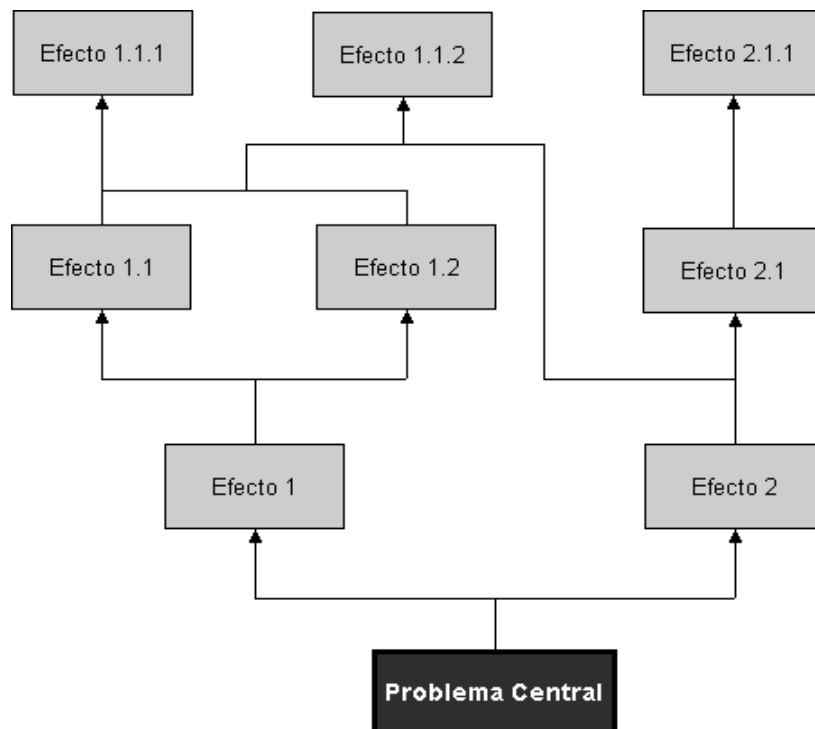 Efecto 1.1.1
Efecto 1.1.2
Efecto 2.1.1
Efecto 1.1
Efecto 1.2
Efecto 2.1
Efecto 1
Efecto 2
Problema Central